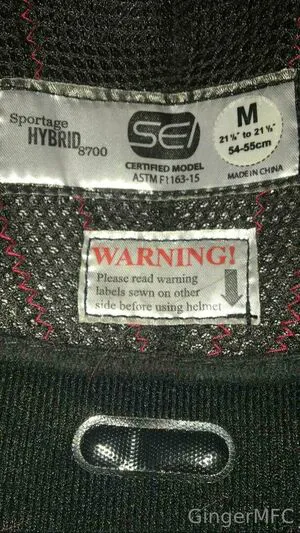 Sportage
HYBRID
8700
SEI
CERTIFIED MODEL
ASTM F1163-15
M
21 ¼" to 21 ⅝"
54-55cm
MADE IN CHINA
WARNING!
Please read warning
labels sewn on other
side before using helmet
GingerMFC